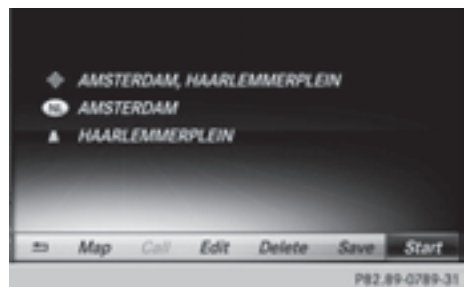 AMSTERDAM, HAARLEMMERPLEIN
NL AMSTERDAM
HAARLEMMERPLEIN
Map Call Edit Delete Save Start
P82.89-0789-31